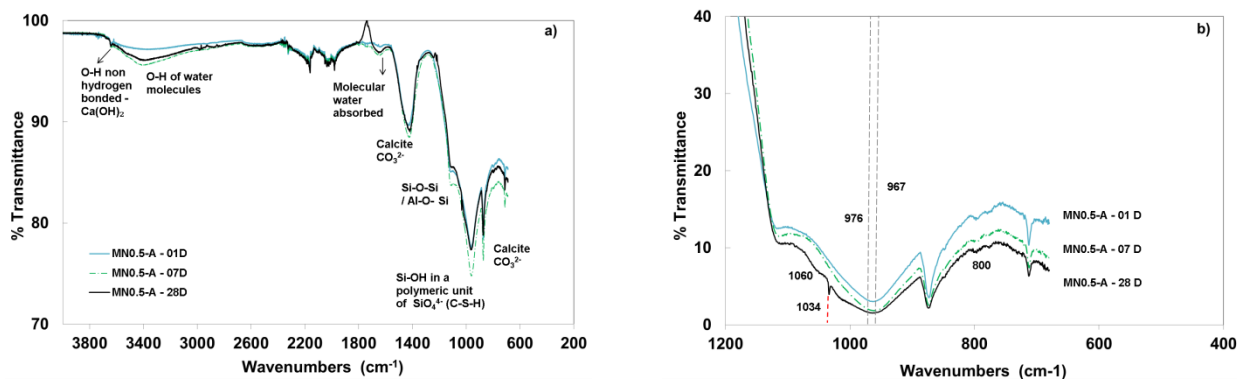 a)
100
90
80
70
% Transmittance
O-H non
hydrogen
bonded -
Ca(OH)₂
O-H of water
molecules
Molecular
water
absorbed
Calcite
CO₃²⁻
Si-O-Si
/ Al-O- Si
Calcite
CO₃²⁻
Si-OH in a
polymeric unit
of SiO₄⁴⁻ (C-S-H)
MN0.5-A - 01D
MN0.5-A - 07D
MN0.5-A - 28D
3800 3400 3000 2600 2200 1800 1400 1000 600 200
Wavenumbers (cm⁻¹)
b)
40
35
30
25
20
15
10
5
0
% Transmittance
967
976
1060
1034
800
MN0.5-A - 01 D
MN0.5-A - 07 D
MN0.5-A - 28 D
1200 1000 800 600 400
Wavenumbers (cm-1)